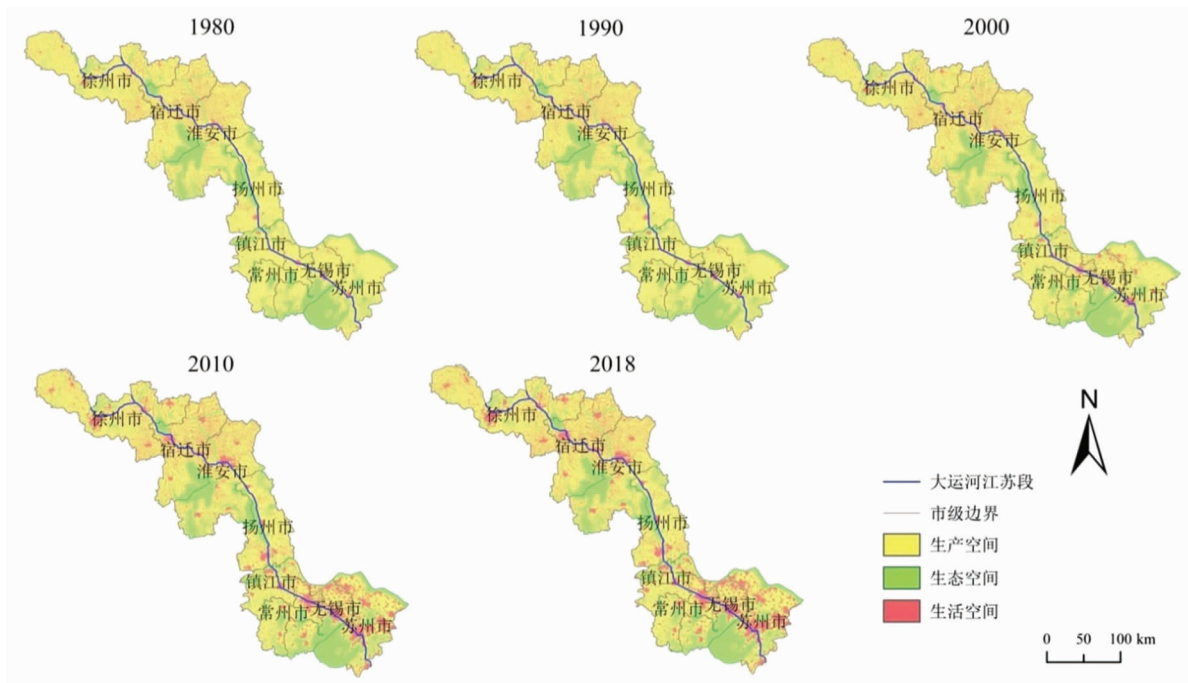 1980
徐州市
宿迁市
淮安市
扬州市
镇江市
常州市
无锡市
苏州市
1990
徐州市
宿迁市
淮安市
扬州市
镇江市
常州市
无锡市
苏州市
2000
徐州市
宿迁市
淮安市
扬州市
镇江市
常州市
无锡市
苏州市
2010
徐州市
宿迁市
淮安市
扬州市
镇江市
常州市
无锡市
苏州市
2018
徐州市
宿迁市
淮安市
扬州市
镇江市
常州市
无锡市
苏州市
N
大运河江苏段
市级边界
生产空间
生态空间
生活空间
0 50 100 km